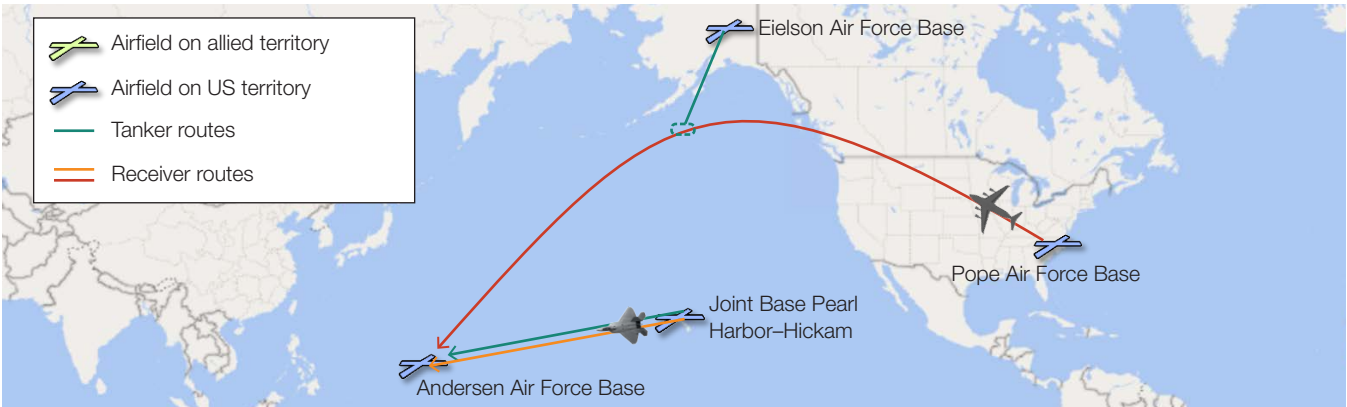 Airfield on allied territory
Airfield on US territory
Tanker routes
Receiver routes
Eielson Air Force Base
Pope Air Force Base
Joint Base Pearl
Harbor–Hickam
Andersen Air Force Base